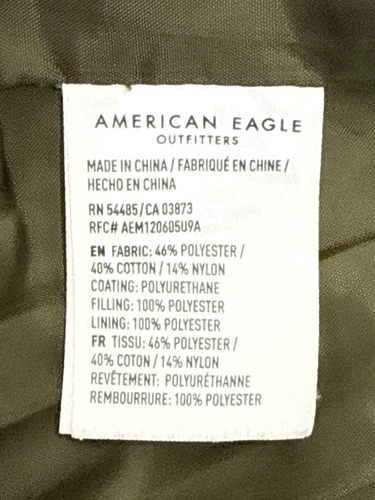 AMERICAN EAGLE
OUTFITTERS
MADE IN CHINA / FABRIQUÉ EN CHINE /
HECHO EN CHINA
RN 54485/CA 03873
RFC# AEM120605U9A
EN FABRIC: 46% POLYESTER /
40% COTTON / 14% NYLON
COATING: POLYURETHANE
FILLING: 100% POLYESTER
LINING: 100% POLYESTER
FR TISSU: 46% POLYESTER /
40% COTON / 14% NYLON
REVÊTEMENT: POLYURÉTHANNE
REMBOURRURE: 100% POLYESTER